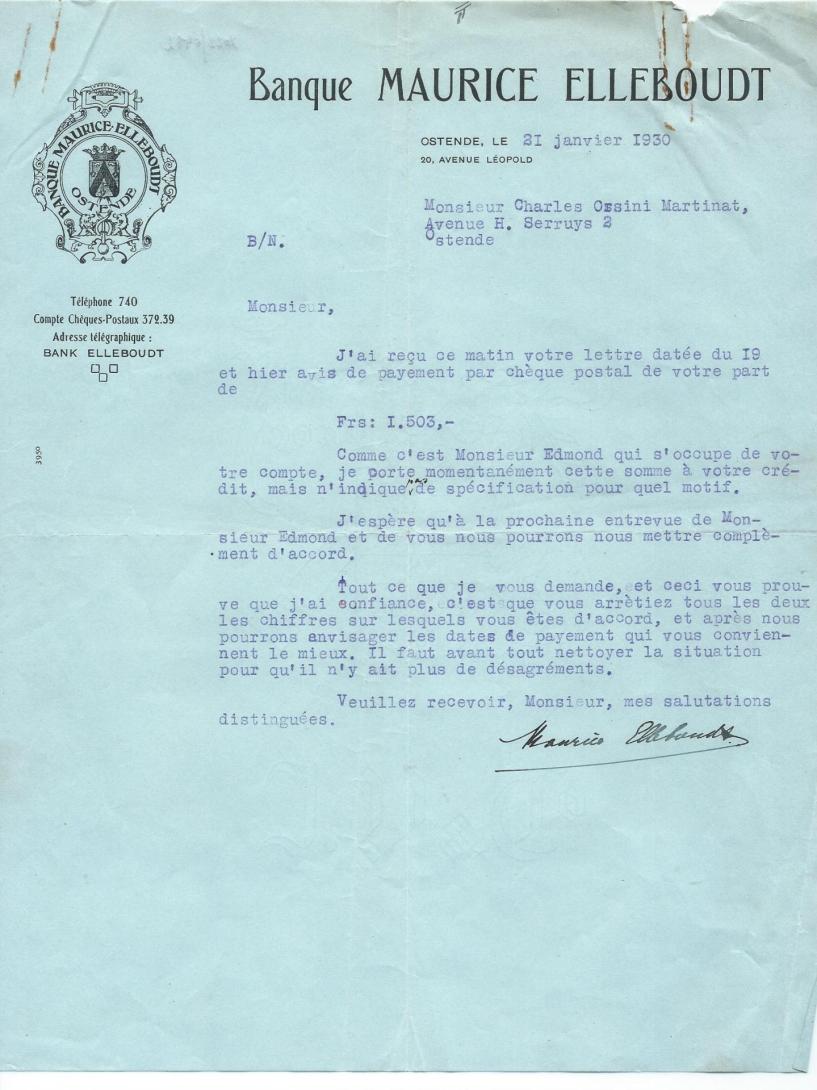 Banque MAURICE ELLEBOUDT
BANQUE MAURICE·ELLEBOUDT
OSTENDE
OSTENDE, LE 21 janvier 1930
20, AVENUE LÉOPOLD
Monsieur Charles Orsini Martinat,
Avenue H. Serruys 2
Ostende
B/N.
Téléphone 740
Compte Chèques-Postaux 372.39
Adresse télégraphique :
BANK ELLEBOUDT
3950
Monsieur,
J'ai reçu ce matin votre lettre datée du I9
et hier avis de payement par chèque postal de votre part
de
Frs: I.503,-
Comme c'est Monsieur Edmond qui s'occupe de vo-
tre compte, je porte momentanément cette somme à votre cré-
dit, mais n'indique pas de spécification pour quel motif.
J'espère qu'à la prochaine entrevue de Mon-
sieur Edmond et de vous nous pourrons nous mettre complè-
ment d'accord.
Tout ce que je vous demande, et ceci vous prou-
ve que j'ai confiance, c'est que vous arrètiez tous les deux
les chiffres sur lesquels vous êtes d'accord, et après nous
pourrons anvisager les dates de payement qui vous convien-
nent le mieux. Il faut avant tout nettoyer la situation
pour qu'il n'y ait plus de désagréments.
Veuillez recevoir, Monsieur, mes salutations
distinguées.
Maurice Elleboudt